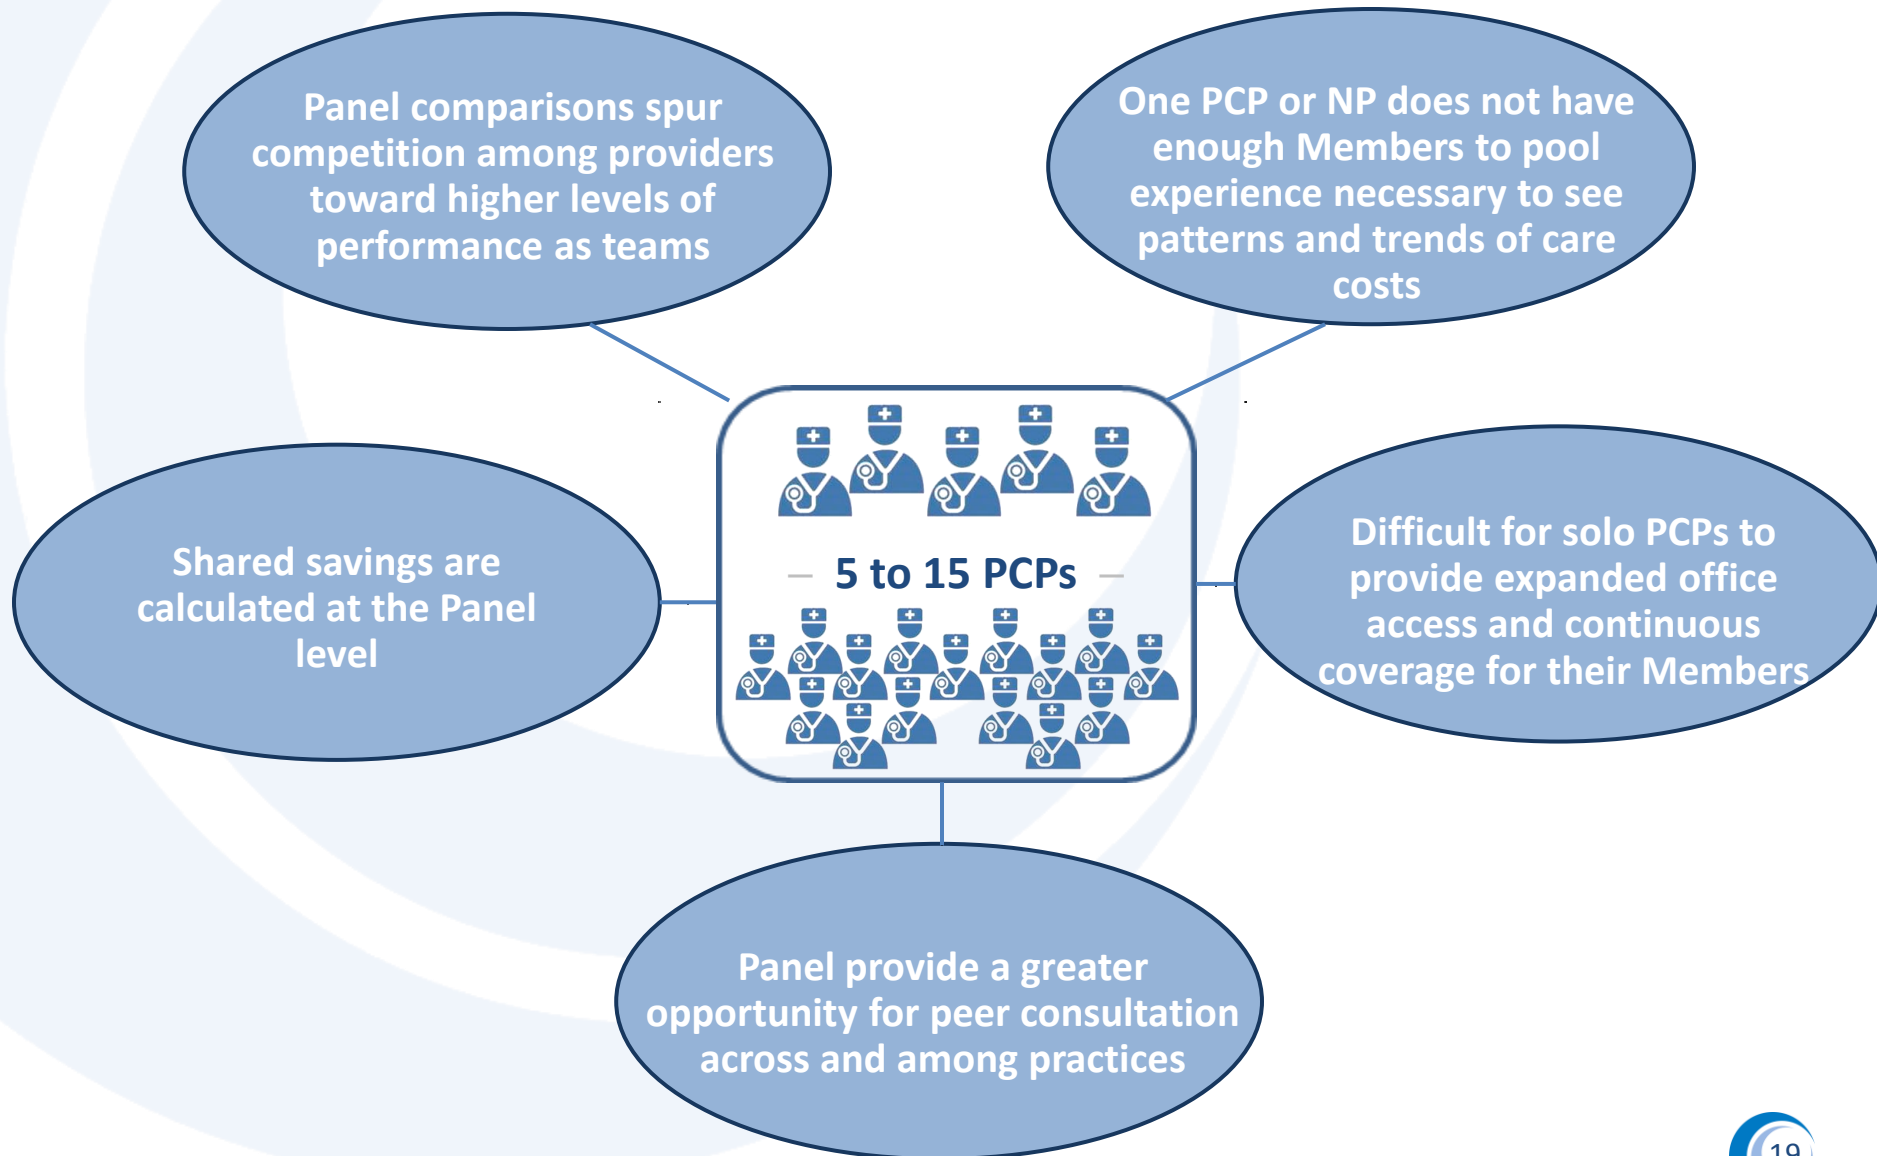 Panel comparisons spur
competition among providers
toward higher levels of
performance as teams
One PCP or NP does not have
enough Members to pool
experience necessary to see
patterns and trends of care
costs
Shared savings are
calculated at the Panel
level
5 to 15 PCPs
Difficult for solo PCPs to
provide expanded office
access and continuous
coverage for their Members
Panel provide a greater
opportunity for peer consultation
across and among practices
19